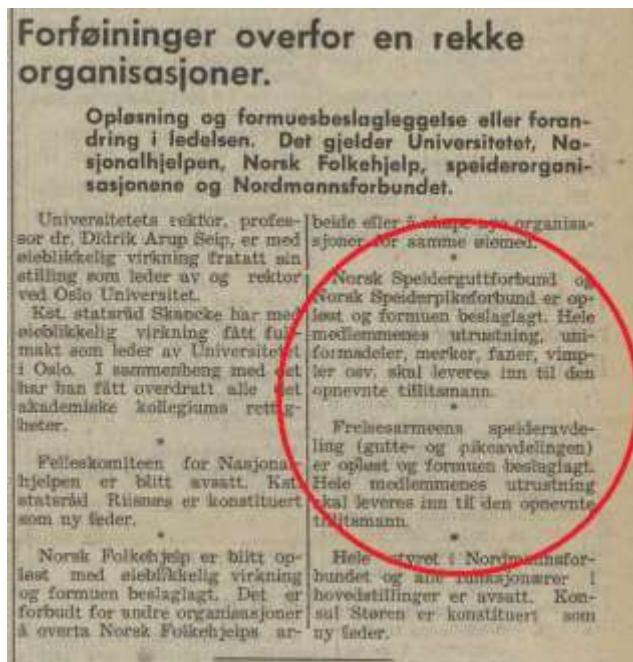 Forføininger overfor en rekke
organisasjoner.
Opløsning og formuesbeslagleggelse eller foran-
dring i ledelsen. Det gjelder Universitetet, Na-
sjonalhjelpen, Norsk Folkehjelp, speiderorgani-
sasjonene og Nordmannsforbundet.
Universitetets rektor, profes-
sor dr. Didrik Arup Seip, er med
øieblikkelig virkning fratatt sin
stilling som leder av og rektor
ved Oslo Universitet.
Kst. statsråd Skancke har med
øieblikkelig virkning fått full-
makt som leder av Universitetet
i Oslo. I sammenheng med det
har han fått overdratt alle det
akademiske kollegiums rettig-
heter.
*
Felleskomiteen for Nasjonal-
hjelpen er blitt avsatt. Kst.
statsråd Riisnæs er konstituert
som ny leder.
*
Norsk Folkehjelp er blitt op-
løst med øieblikkelig virkning
og formuen beslaglagt. Det er
forbudt for andre organisasjoner
å overta Norsk Folkehjelps ar-
beide eller å skape nye organisa-
sjoner for samme øiemed.
*
Norsk Speiderguttforbund og
Norsk Speiderpikeforbund er op-
løst og formuen beslaglagt. Hele
medlemmenes utrustning, uni-
formsdeler, merker, faner, vimp-
ler osv. skal leveres inn til den
opnevnte tillitsmann.
*
Frelsesarmeens speideravde-
ling (gutte- og pikeavdelingen)
er opløst og formuen beslaglagt.
Hele medlemmenes utrustning
skal leveres inn til den opnevnte
tillitsmann.
*
Hele styret i Nordmannsfor-
bundet og alle funksjonærer i
hovedstillinger er avsatt. Kon-
sul Støren er konstituert som
ny leder.